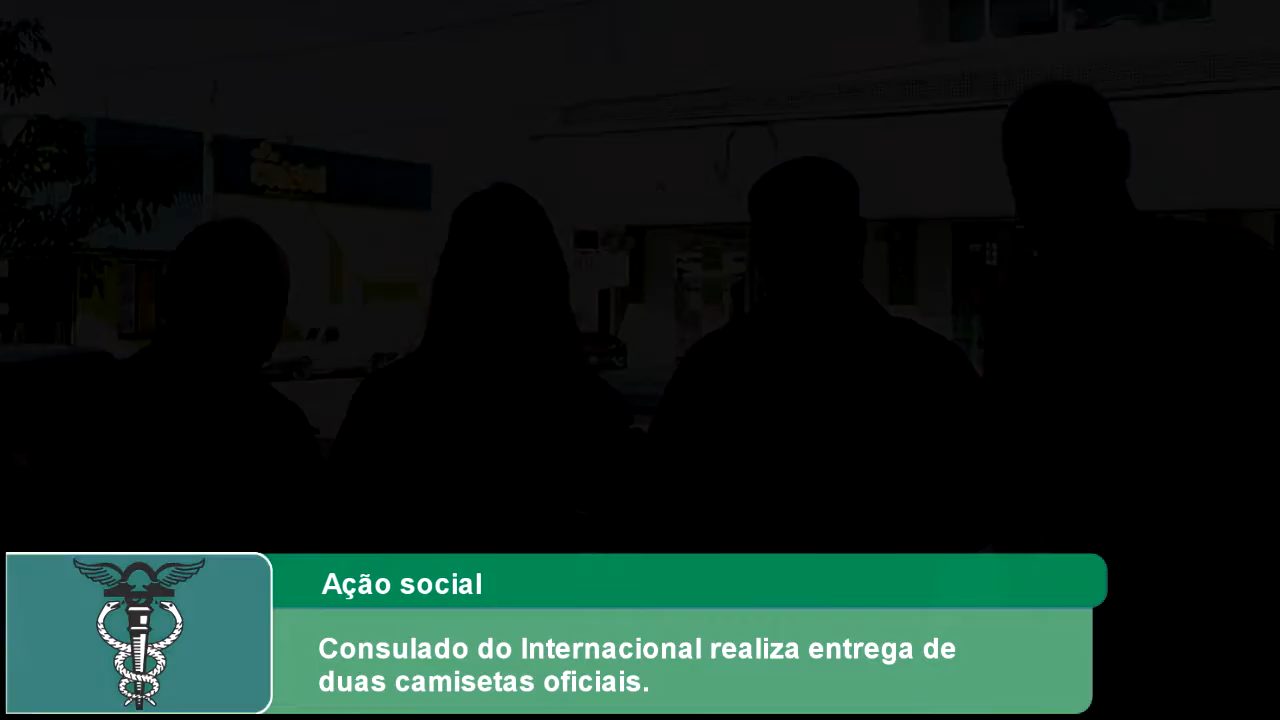 Ação social
Consulado do Internacional realiza entrega de
duas camisetas oficiais.